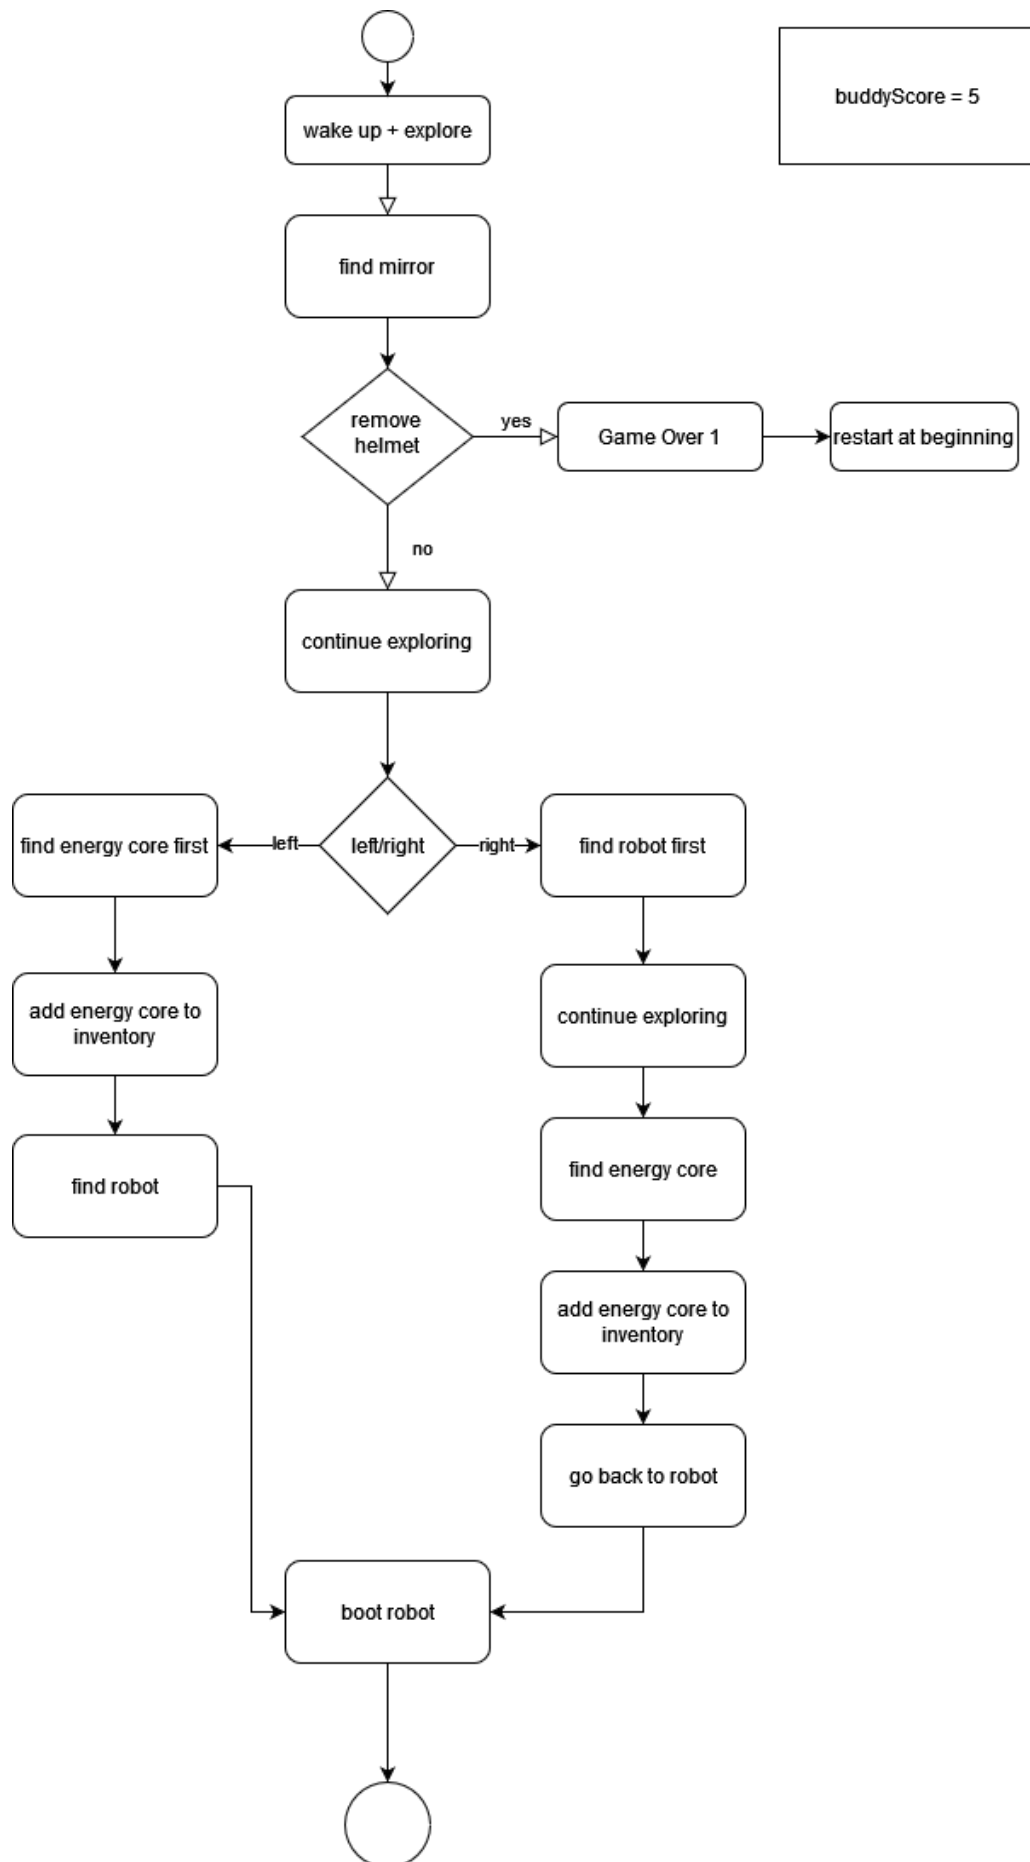 buddyScore = 5
wake up + explore
find mirror
remove
helmet
yes
Game Over 1
restart at beginning
no
continue exploring
find energy core first
left
left/right
right
find robot first
add energy core to
inventory
continue exploring
find robot
find energy core
add energy core to
inventory
go back to robot
boot robot